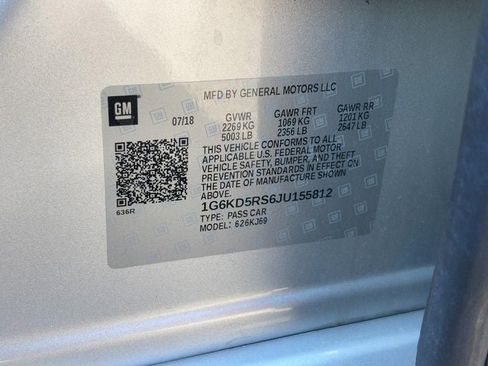 MFD BY GENERAL MOTORS LLC
GM
07/18 GVWR GAWR FRT GAWR RR
2269 KG 1069 KG 1201 KG
5003 LB 2356 LB 2647 LB
THIS VEHICLE CONFORMS TO ALL
APPLICABLE U.S. FEDERAL MOTOR
VEHICLE SAFETY, BUMPER, AND THEFT
PREVENTION STANDARDS IN EFFECT ON
THE DATE OF MANUFACTURE SHOWN
ABOVE.
1G6KD5RS6JU155812
TYPE: PASS CAR
MODEL: 626KJ69
636R